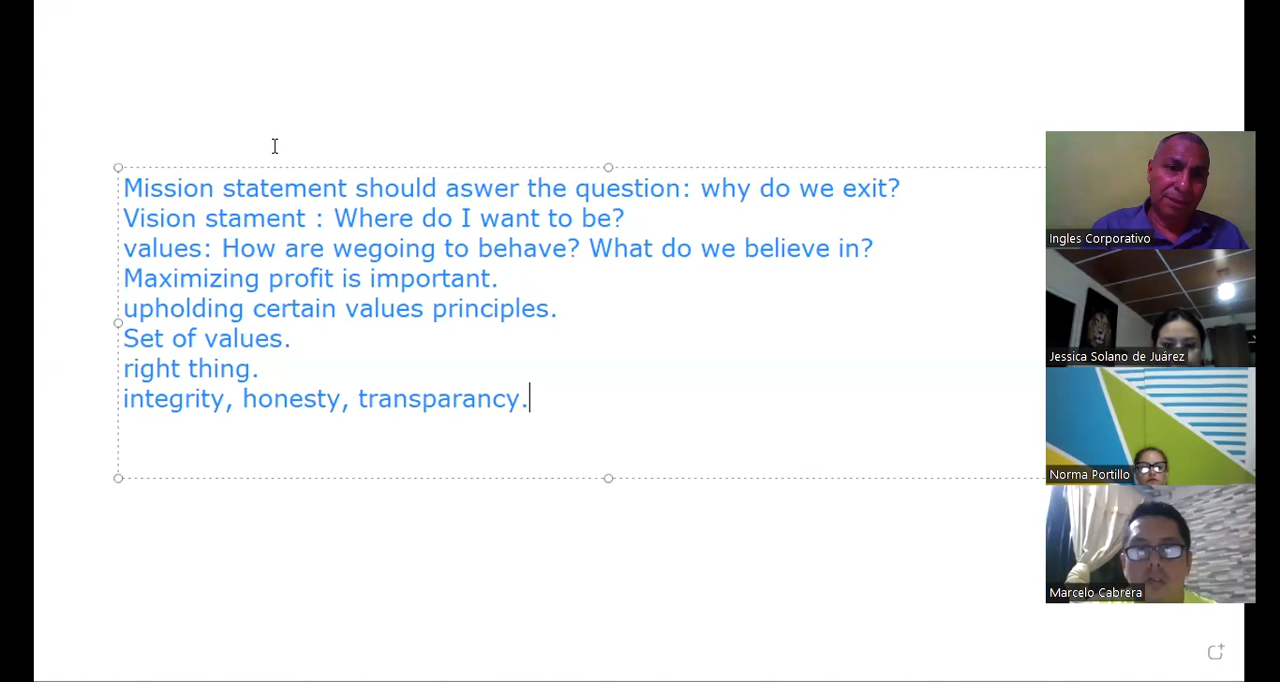 Mission statement should aswer the question: why do we exit?
Vision stament : Where do I want to be?
values: How are wegoing to behave? What do we believe in?
Maximizing profit is important.
upholding certain values principles.
Set of values.
right thing.
integrity, honesty, transparancy.
Ingles Corporativo
Jessica Solano de Juárez
Norma Portillo
Marcelo Cabrera